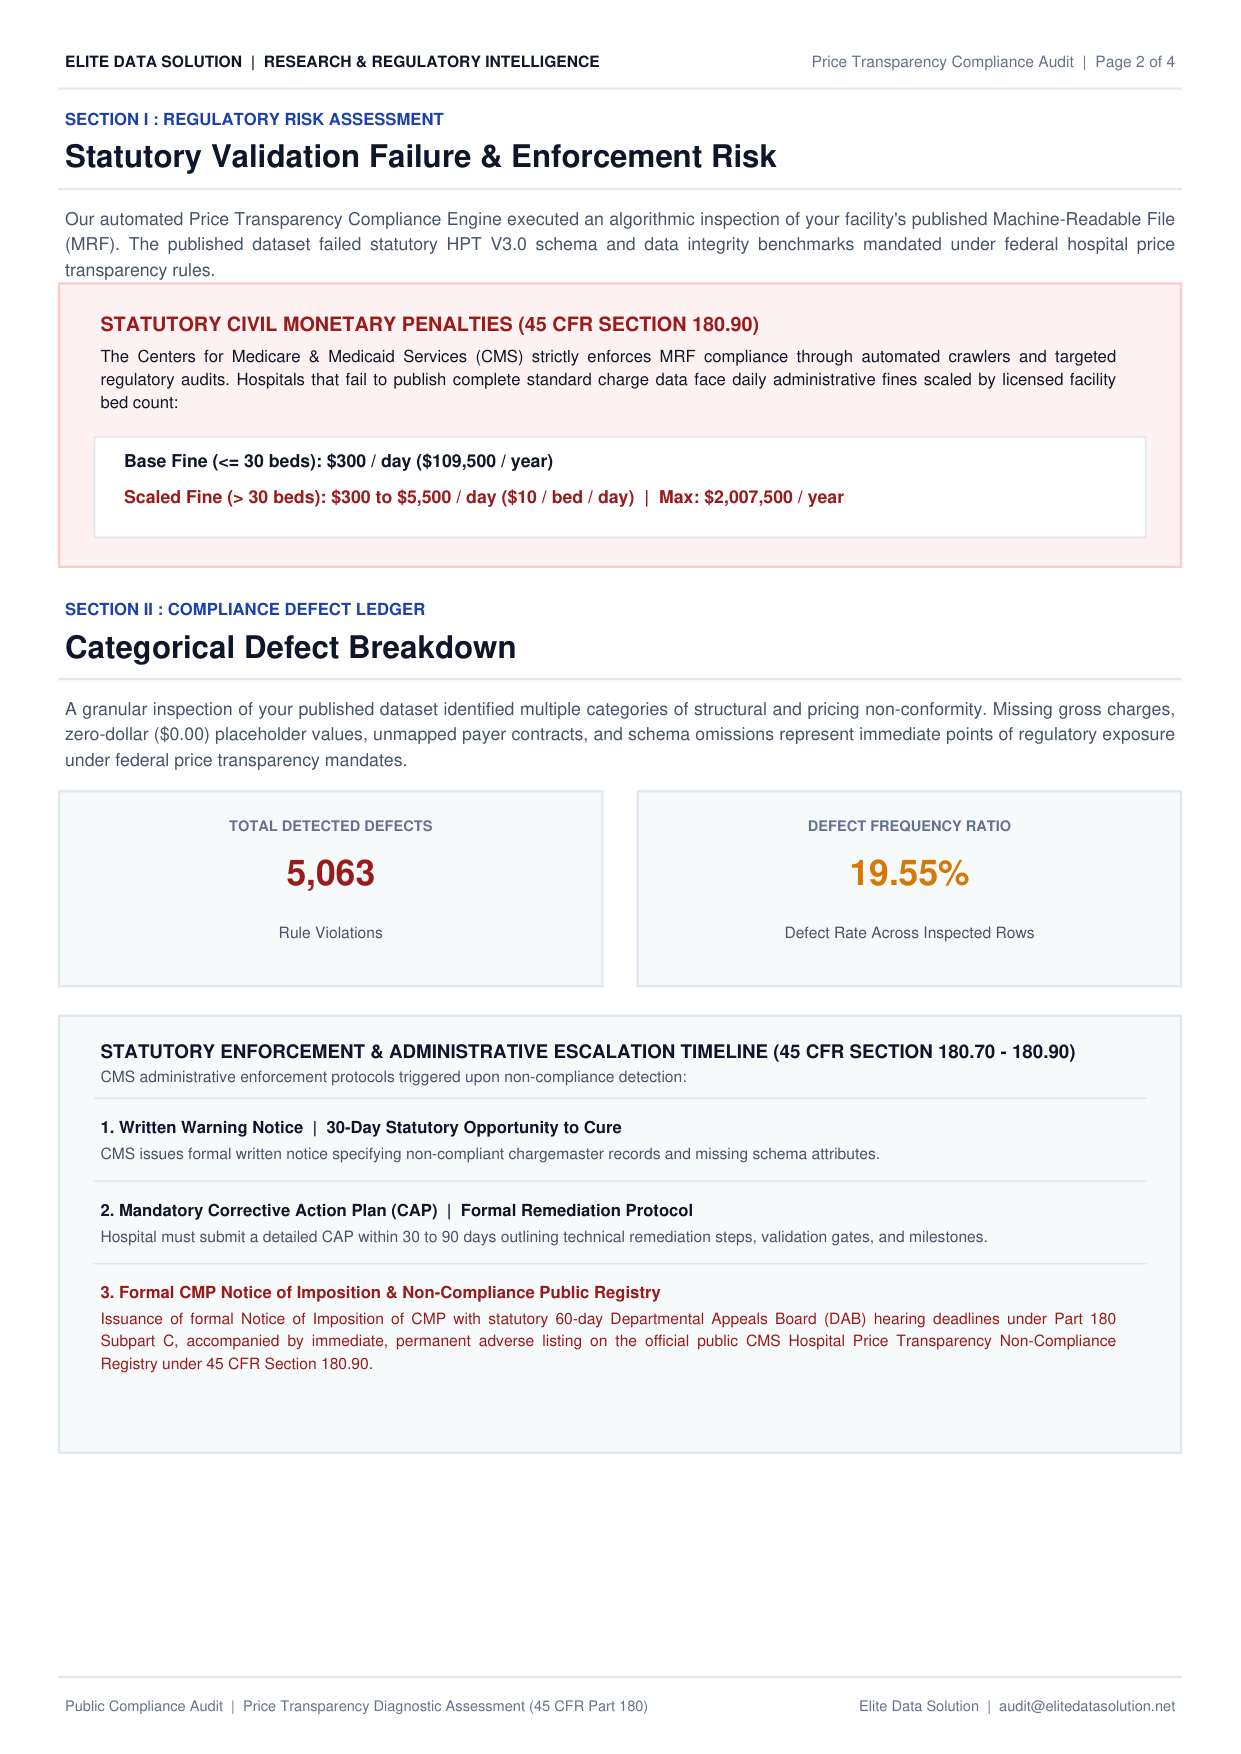 ELITE DATA SOLUTION | RESEARCH & REGULATORY INTELLIGENCE
Price Transparency Compliance Audit | Page 2 of 4
SECTION I : REGULATORY RISK ASSESSMENT
Statutory Validation Failure & Enforcement Risk
Our automated Price Transparency Compliance Engine executed an algorithmic inspection of your facility's published Machine-Readable File
(MRF). The published dataset failed statutory HPT V3.0 schema and data integrity benchmarks mandated under federal hospital price
transparency rules.
STATUTORY CIVIL MONETARY PENALTIES (45 CFR SECTION 180.90)
The Centers for Medicare & Medicaid Services (CMS) strictly enforces MRF compliance through automated crawlers and targeted
regulatory audits. Hospitals that fail to publish complete standard charge data face daily administrative fines scaled by licensed facility
bed count:
Base Fine (<= 30 beds): $300 / day ($109,500 / year)
Scaled Fine (> 30 beds): $300 to $5,500 / day ($10 / bed / day) | Max: $2,007,500 / year
SECTION II : COMPLIANCE DEFECT LEDGER
Categorical Defect Breakdown
A granular inspection of your published dataset identified multiple categories of structural and pricing non-conformity. Missing gross charges,
zero-dollar ($0.00) placeholder values, unmapped payer contracts, and schema omissions represent immediate points of regulatory exposure
under federal price transparency mandates.
TOTAL DETECTED DEFECTS
5,063
Rule Violations
DEFECT FREQUENCY RATIO
19.55%
Defect Rate Across Inspected Rows
STATUTORY ENFORCEMENT & ADMINISTRATIVE ESCALATION TIMELINE (45 CFR SECTION 180.70 - 180.90)
CMS administrative enforcement protocols triggered upon non-compliance detection:
1. Written Warning Notice | 30-Day Statutory Opportunity to Cure
CMS issues formal written notice specifying non-compliant chargemaster records and missing schema attributes.
2. Mandatory Corrective Action Plan (CAP) | Formal Remediation Protocol
Hospital must submit a detailed CAP within 30 to 90 days outlining technical remediation steps, validation gates, and milestones.
3. Formal CMP Notice of Imposition & Non-Compliance Public Registry
Issuance of formal Notice of Imposition of CMP with statutory 60-day Departmental Appeals Board (DAB) hearing deadlines under Part 180
Subpart C, accompanied by immediate, permanent adverse listing on the official public CMS Hospital Price Transparency Non-Compliance
Registry under 45 CFR Section 180.90.
Public Compliance Audit | Price Transparency Diagnostic Assessment (45 CFR Part 180)
Elite Data Solution | audit@elitedatasolution.net